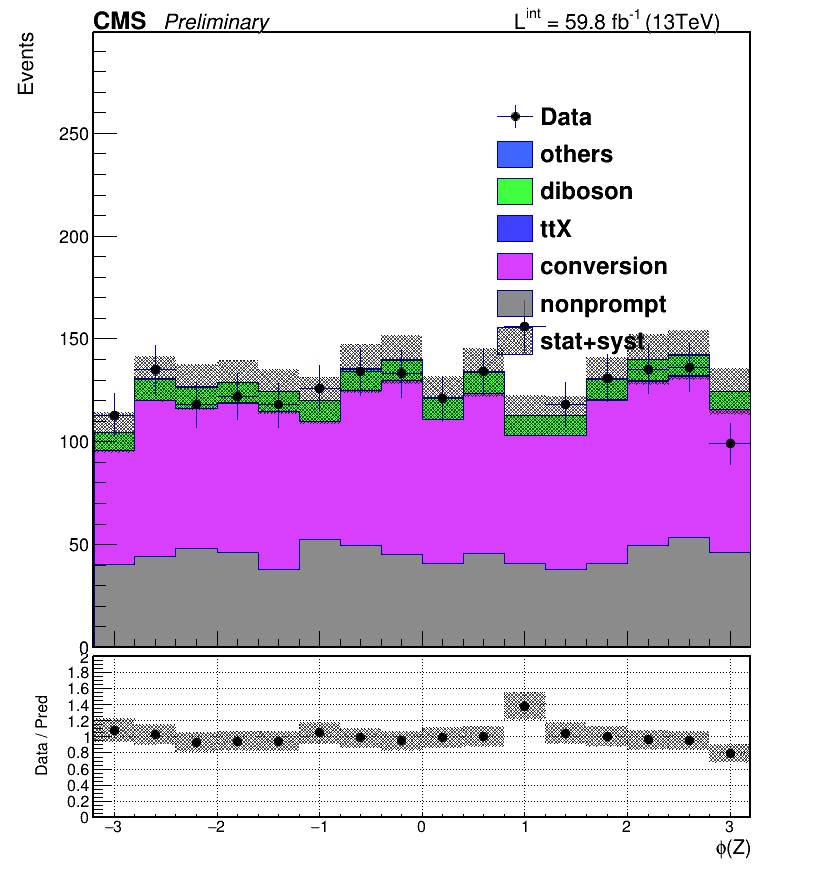 CMS Preliminary L^int = 59.8 fb^-1 (13TeV)
Events
250
200
150
100
50
0
Data
others
diboson
ttX
conversion
nonprompt
stat+syst
Data / Pred
2
1.8
1.6
1.4
1.2
1
0.8
0.6
0.4
0.2
0
−3 −2 −1 0 1 2 3
ϕ(Z)